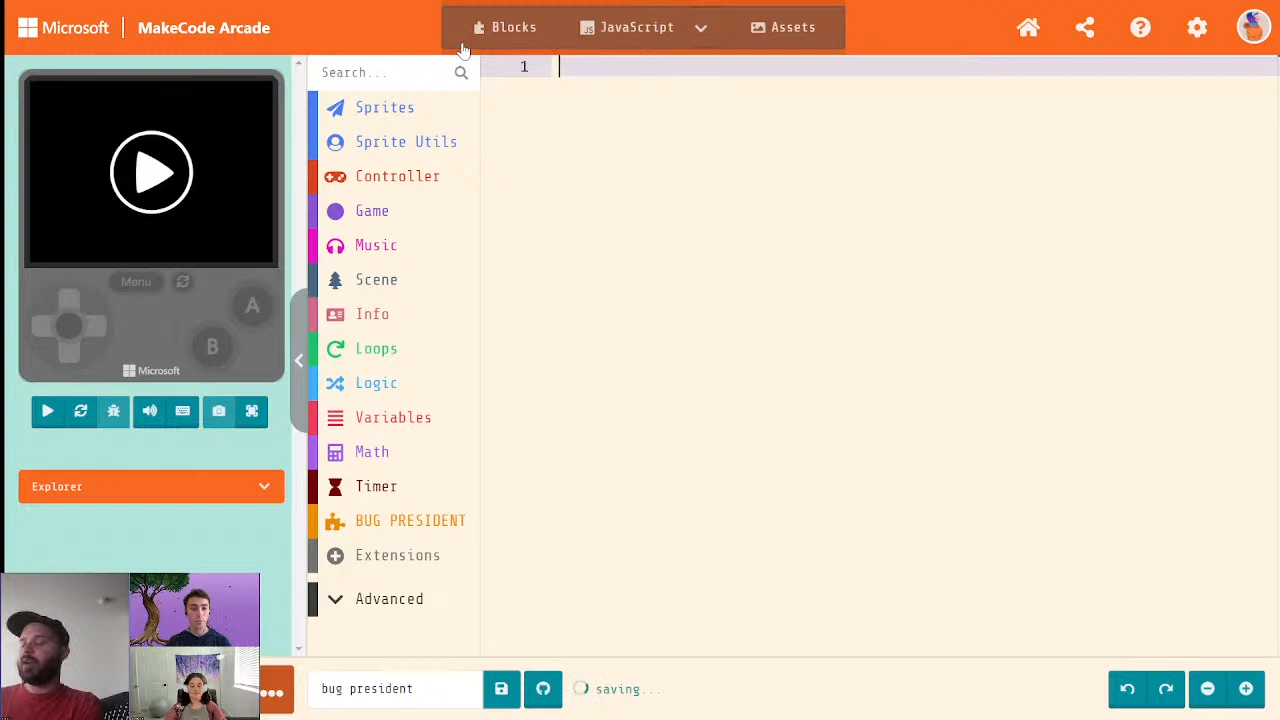 Microsoft | MakeCode Arcade
Blocks
JS JavaScript
Assets
Search...
1
Sprites
Sprite Utils
Controller
Game
Music
Scene
Info
Loops
Logic
Variables
Math
Timer
BUG PRESIDENT
Extensions
Advanced
Menu
A
B
Microsoft
Explorer
bug president
saving...